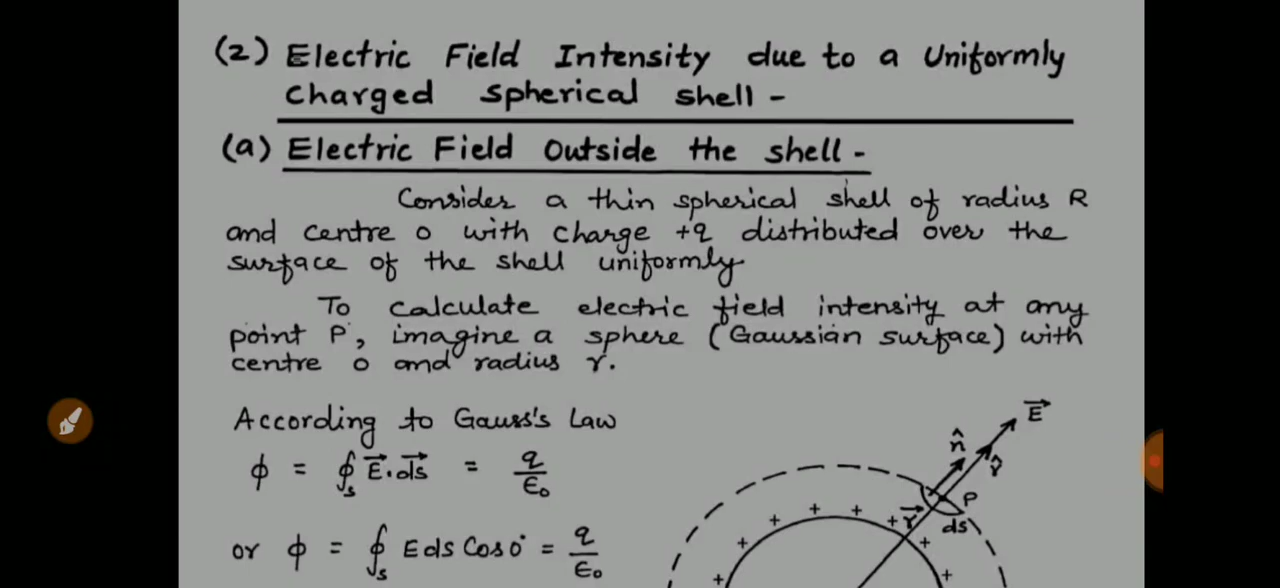 (2) Electric Field Intensity due to a Uniformly
charged spherical shell -
(a) Electric Field Outside the shell -
Consider a thin spherical shell of radius R
and centre o with charge +q distributed over the
surface of the shell uniformly
To calculate electric field intensity at any
point P, imagine a sphere (Gaussian surface) with
centre o and radius r.
According to Gauss's Law
ϕ = ∮s E⃗.ds⃗ = q/ε₀
or ϕ = ∮s E ds Cos 0° = q/ε₀
E⃗
n̂
r̂
P
r⃗
ds
+ + + + + + + +